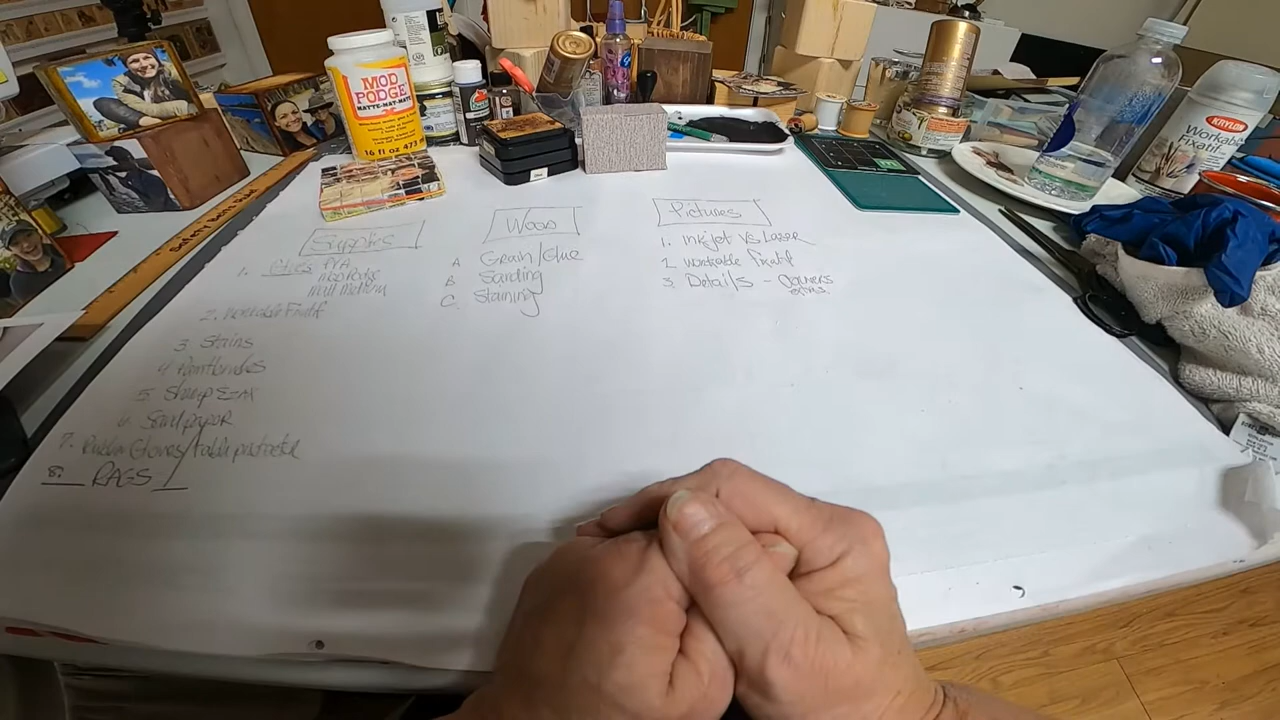 MOD
PODGE
MATTE-MAT-MATE
16 fl oz 473
KRYLON
Workable
Fixatif
Safety
Supplies
1. Glues PVA
Mod Podge
Matt Medium
2. Workable Fixatif
3 Stains
4 Paintbrushes
5. Sharp
6. Sandpaper
7. Rubber Gloves/table protector
8. RAGS
Wood
A Grain/Glue
B Sanding
C. Staining
Pictures
1. Inkjet VS Laser
2. workable fixatif
3. Details - Corners